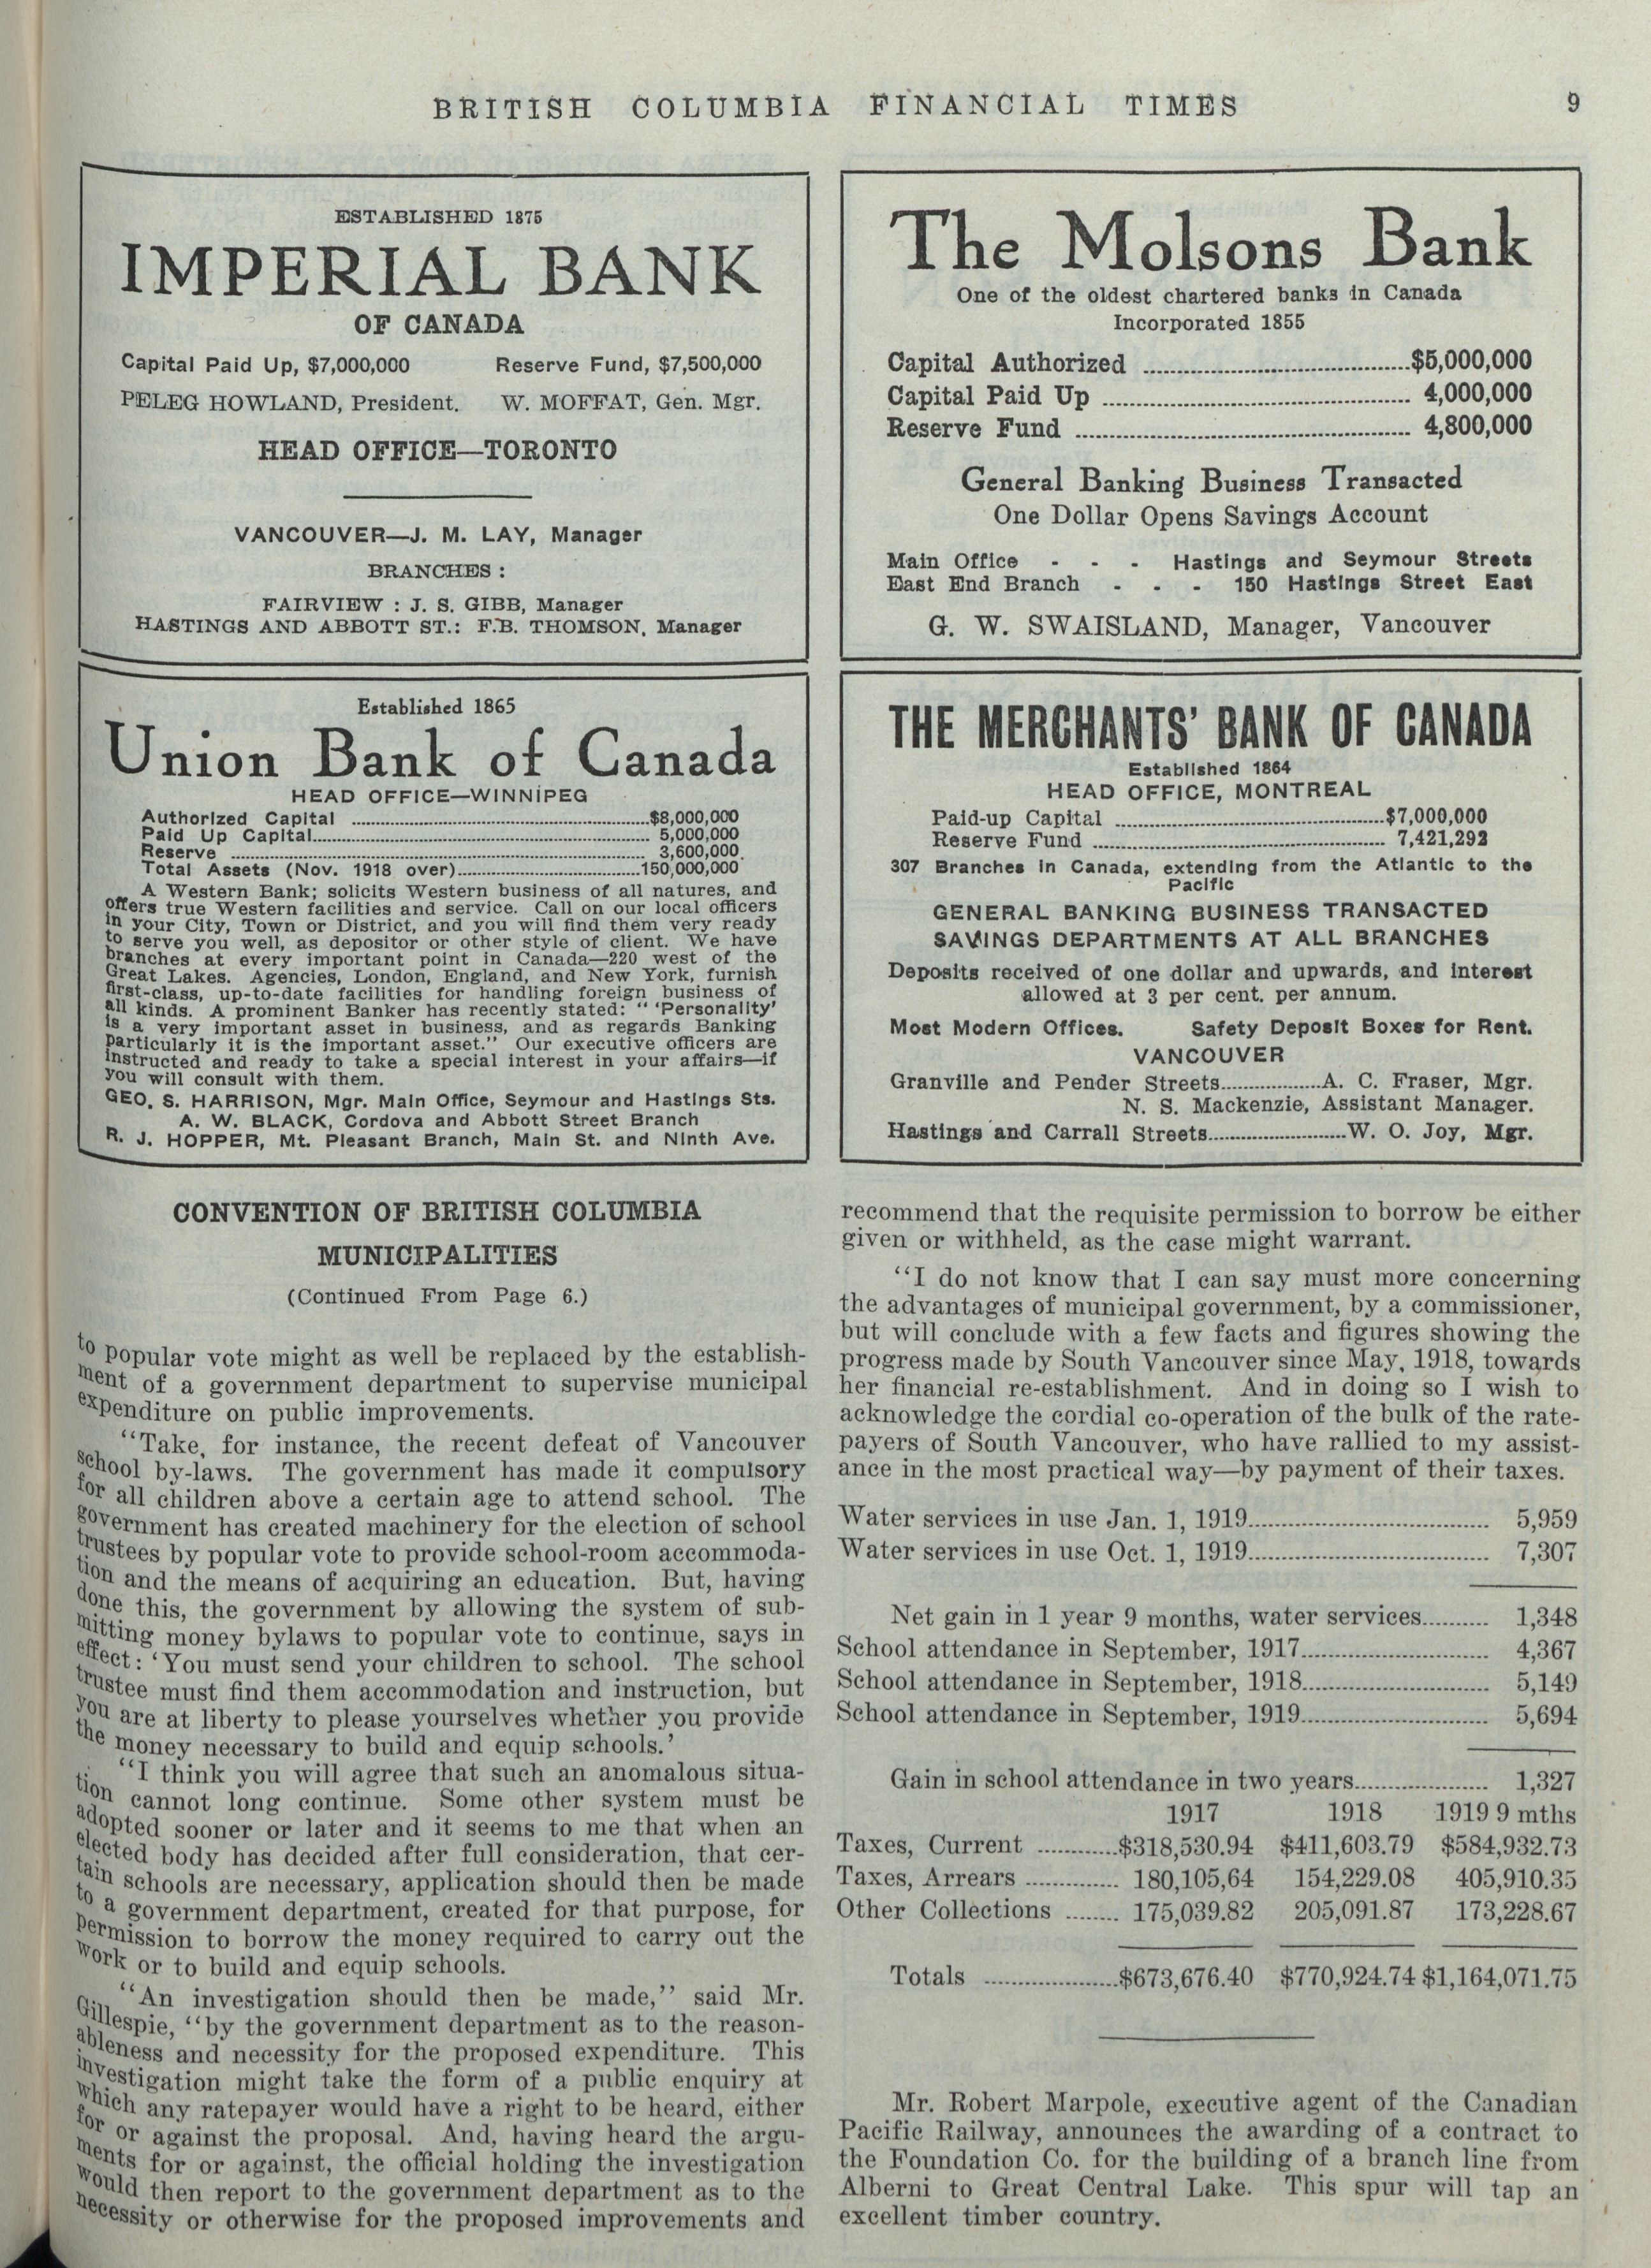 BRITISH COLUMBIA FINANCIAL TIMES 9
ESTABLISHED 1875
IMPERIAL BANK
OF CANADA
Capital Paid Up, $7,000,000 Reserve Fund, $7,500,000
PELEG HOWLAND, President. W. MOFFAT, Gen. Mgr.
HEAD OFFICE—TORONTO
VANCOUVER—J. M. LAY, Manager
BRANCHES :
FAIRVIEW : J. S. GIBB, Manager
HASTINGS AND ABBOTT ST.: F.B. THOMSON, Manager
The Molsons Bank
One of the oldest chartered banks in Canada
Incorporated 1855
Capital Authorized ........................................$5,000,000
Capital Paid Up ........................................ 4,000,000
Reserve Fund ........................................ 4,800,000
General Banking Business Transacted
One Dollar Opens Savings Account
Main Office - - - Hastings and Seymour Streets
East End Branch - - - 150 Hastings Street East
G. W. SWAISLAND, Manager, Vancouver
Established 1865
Union Bank of Canada
HEAD OFFICE—WINNIPEG
Authorized Capital ........................................$8,000,000
Paid Up Capital........................................ 5,000,000
Reserve ........................................ 3,600,000.
Total Assets (Nov. 1918 over)........................................150,000,000
A Western Bank; solicits Western business of all natures, and
offers true Western facilities and service. Call on our local officers
in your City, Town or District, and you will find them very ready
to serve you well, as depositor or other style of client. We have
branches at every important point in Canada—220 west of the
Great Lakes. Agencies, London, England, and New York, furnish
first-class, up-to-date facilities for handling foreign business of
all kinds. A prominent Banker has recently stated: " 'Personality'
is a very important asset in business, and as regards Banking
particularly it is the important asset." Our executive officers are
instructed and ready to take a special interest in your affairs—if
you will consult with them.
GEO. S. HARRISON, Mgr. Main Office, Seymour and Hastings Sts.
A. W. BLACK, Cordova and Abbott Street Branch
R. J. HOPPER, Mt. Pleasant Branch, Main St. and Ninth Ave.
THE MERCHANTS' BANK OF CANADA
Established 1864
HEAD OFFICE, MONTREAL
Paid-up Capital ........................................$7,000,000
Reserve Fund ........................................ 7,421,292
307 Branches in Canada, extending from the Atlantic to the
Pacific
GENERAL BANKING BUSINESS TRANSACTED
SAVINGS DEPARTMENTS AT ALL BRANCHES
Deposits received of one dollar and upwards, and interest
allowed at 3 per cent. per annum.
Most Modern Offices. Safety Deposit Boxes for Rent.
VANCOUVER
Granville and Pender Streets..................A. C. Fraser, Mgr.
N. S. Mackenzie, Assistant Manager.
Hastings and Carrall Streets........................W. O. Joy, Mgr.
CONVENTION OF BRITISH COLUMBIA
MUNICIPALITIES
(Continued From Page 6.)
to popular vote might as well be replaced by the establish-
ment of a government department to supervise municipal
expenditure on public improvements.
"Take, for instance, the recent defeat of Vancouver
school by-laws. The government has made it compulsory
for all children above a certain age to attend school. The
government has created machinery for the election of school
trustees by popular vote to provide school-room accommoda-
tion and the means of acquiring an education. But, having
done this, the government by allowing the system of sub-
mitting money bylaws to popular vote to continue, says in
effect: 'You must send your children to school. The school
trustee must find them accommodation and instruction, but
you are at liberty to please yourselves whether you provide
the money necessary to build and equip schools.'
"I think you will agree that such an anomalous situa-
tion cannot long continue. Some other system must be
adopted sooner or later and it seems to me that when an
elected body has decided after full consideration, that cer-
tain schools are necessary, application should then be made
to a government department, created for that purpose, for
permission to borrow the money required to carry out the
work or to build and equip schools.
"An investigation should then be made," said Mr.
Gillespie, "by the government department as to the reason-
ableness and necessity for the proposed expenditure. This
investigation might take the form of a public enquiry at
which any ratepayer would have a right to be heard, either
for or against the proposal. And, having heard the argu-
ments for or against, the official holding the investigation
would then report to the government department as to the
necessity or otherwise for the proposed improvements and
recommend that the requisite permission to borrow be either
given or withheld, as the case might warrant.
"I do not know that I can say must more concerning
the advantages of municipal government, by a commissioner,
but will conclude with a few facts and figures showing the
progress made by South Vancouver since May, 1918, towards
her financial re-establishment. And in doing so I wish to
acknowledge the cordial co-operation of the bulk of the rate-
payers of South Vancouver, who have rallied to my assist-
ance in the most practical way—by payment of their taxes.
Water services in use Jan. 1, 1919.................................... 5,959
Water services in use Oct. 1, 1919.................................... 7,307
Net gain in 1 year 9 months, water services.......... 1,348
School attendance in September, 1917............................ 4,367
School attendance in September, 1918............................ 5,149
School attendance in September, 1919............................ 5,694
Gain in school attendance in two years.................... 1,327
1917 1918 1919 9 mths
Taxes, Current ............$318,530.94 $411,603.79 $584,932.73
Taxes, Arrears .............. 180,105,64 154,229.08 405,910.35
Other Collections ........ 175,039.82 205,091.87 173,228.67
Totals ....................$673,676.40 $770,924.74 $1,164,071.75
Mr. Robert Marpole, executive agent of the Canadian
Pacific Railway, announces the awarding of a contract to
the Foundation Co. for the building of a branch line from
Alberni to Great Central Lake. This spur will tap an
excellent timber country.